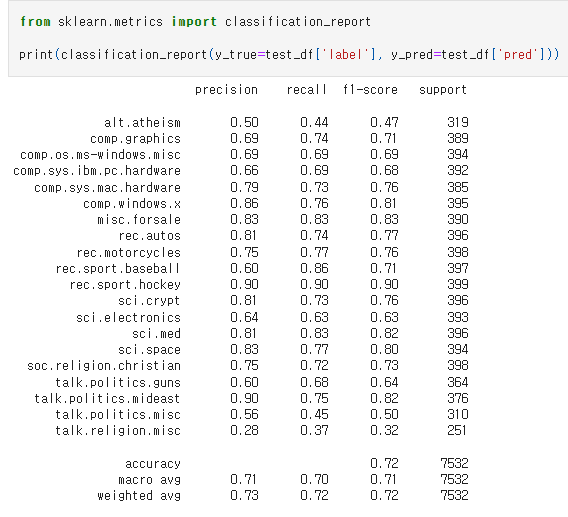 from sklearn.metrics import classification_report
print(classification_report(y_true=test_df['label'], y_pred=test_df['pred']))
precision recall f1-score support
alt.atheism 0.50 0.44 0.47 319
comp.graphics 0.69 0.74 0.71 389
comp.os.ms-windows.misc 0.69 0.69 0.69 394
comp.sys.ibm.pc.hardware 0.66 0.69 0.68 392
comp.sys.mac.hardware 0.79 0.73 0.76 385
comp.windows.x 0.86 0.76 0.81 395
misc.forsale 0.83 0.83 0.83 390
rec.autos 0.81 0.74 0.77 396
rec.motorcycles 0.75 0.77 0.76 398
rec.sport.baseball 0.60 0.86 0.71 397
rec.sport.hockey 0.90 0.90 0.90 399
sci.crypt 0.81 0.73 0.76 396
sci.electronics 0.64 0.63 0.63 393
sci.med 0.81 0.83 0.82 396
sci.space 0.83 0.77 0.80 394
soc.religion.christian 0.75 0.72 0.73 398
talk.politics.guns 0.60 0.68 0.64 364
talk.politics.mideast 0.90 0.75 0.82 376
talk.politics.misc 0.56 0.45 0.50 310
talk.religion.misc 0.28 0.37 0.32 251
accuracy 0.72 7532
macro avg 0.71 0.70 0.71 7532
weighted avg 0.73 0.72 0.72 7532